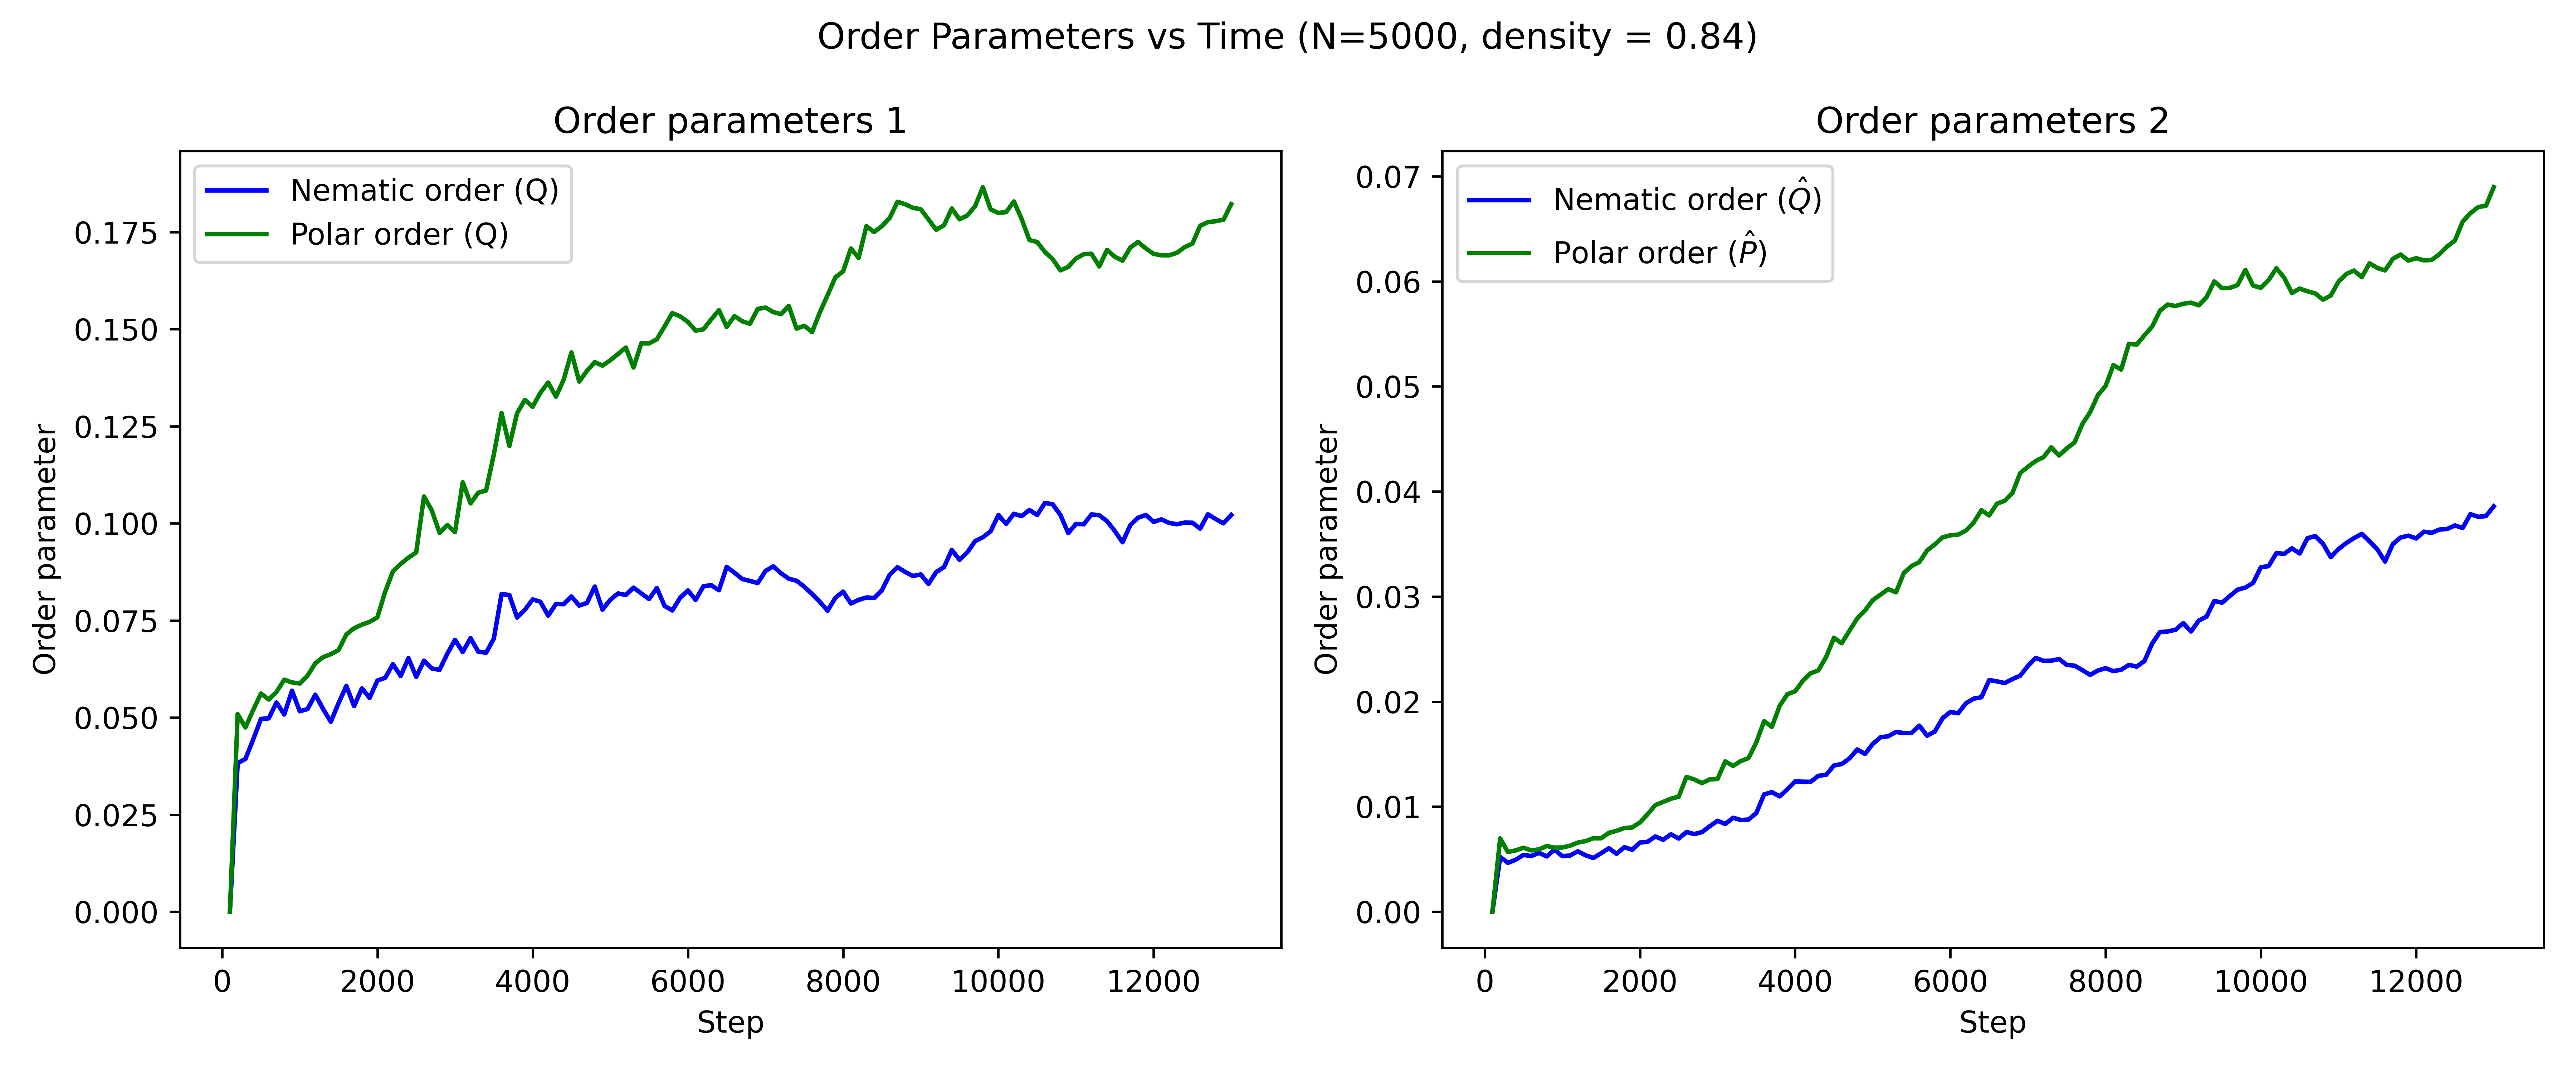 Order Parameters vs Time (N=5000, density = 0.84)
Order parameters 1
Nematic order (Q)
Polar order (Q)
0.175
0.150
0.125
0.100
0.075
0.050
0.025
0.000
Order parameter
0 2000 4000 6000 8000 10000 12000
Step
Order parameters 2
Nematic order (Q̂)
Polar order (P̂)
0.07
0.06
0.05
0.04
0.03
0.02
0.01
0.00
Order parameter
0 2000 4000 6000 8000 10000 12000
Step